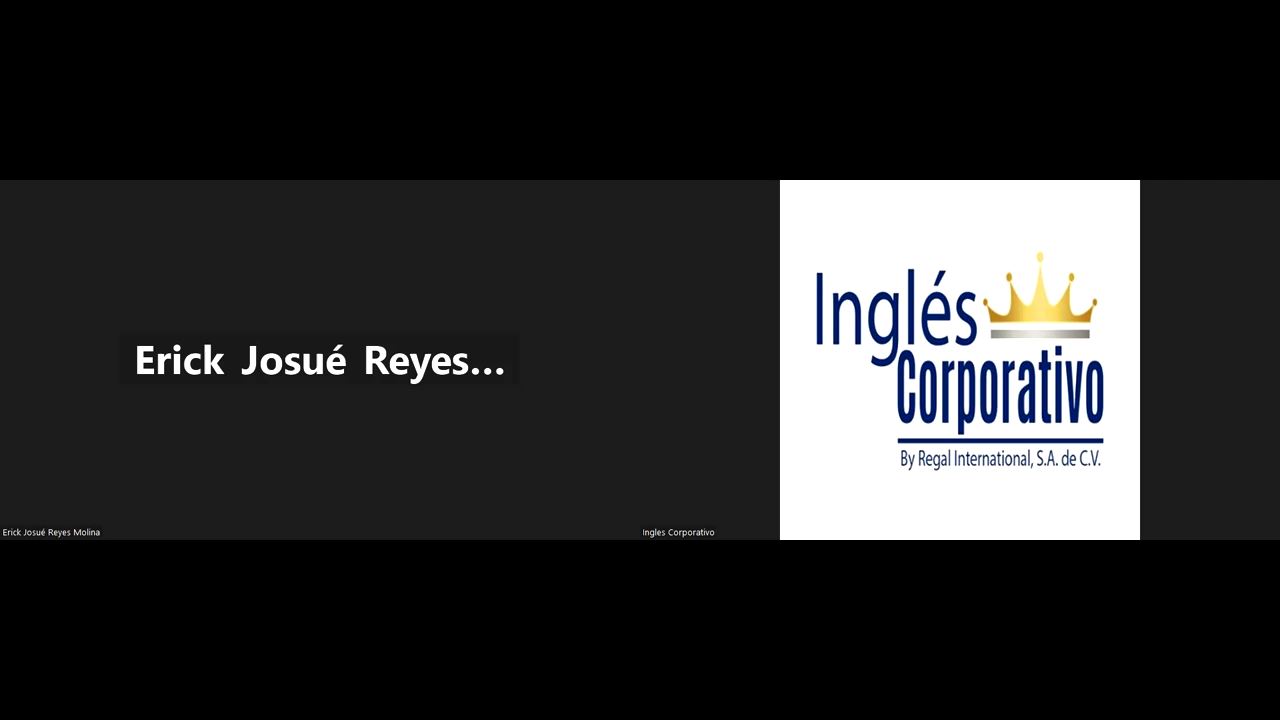 Erick Josué Reyes...
Erick Josué Reyes Molina
Inglés
Corporativo
By Regal International, S.A. de C.V.
Ingles Corporativo